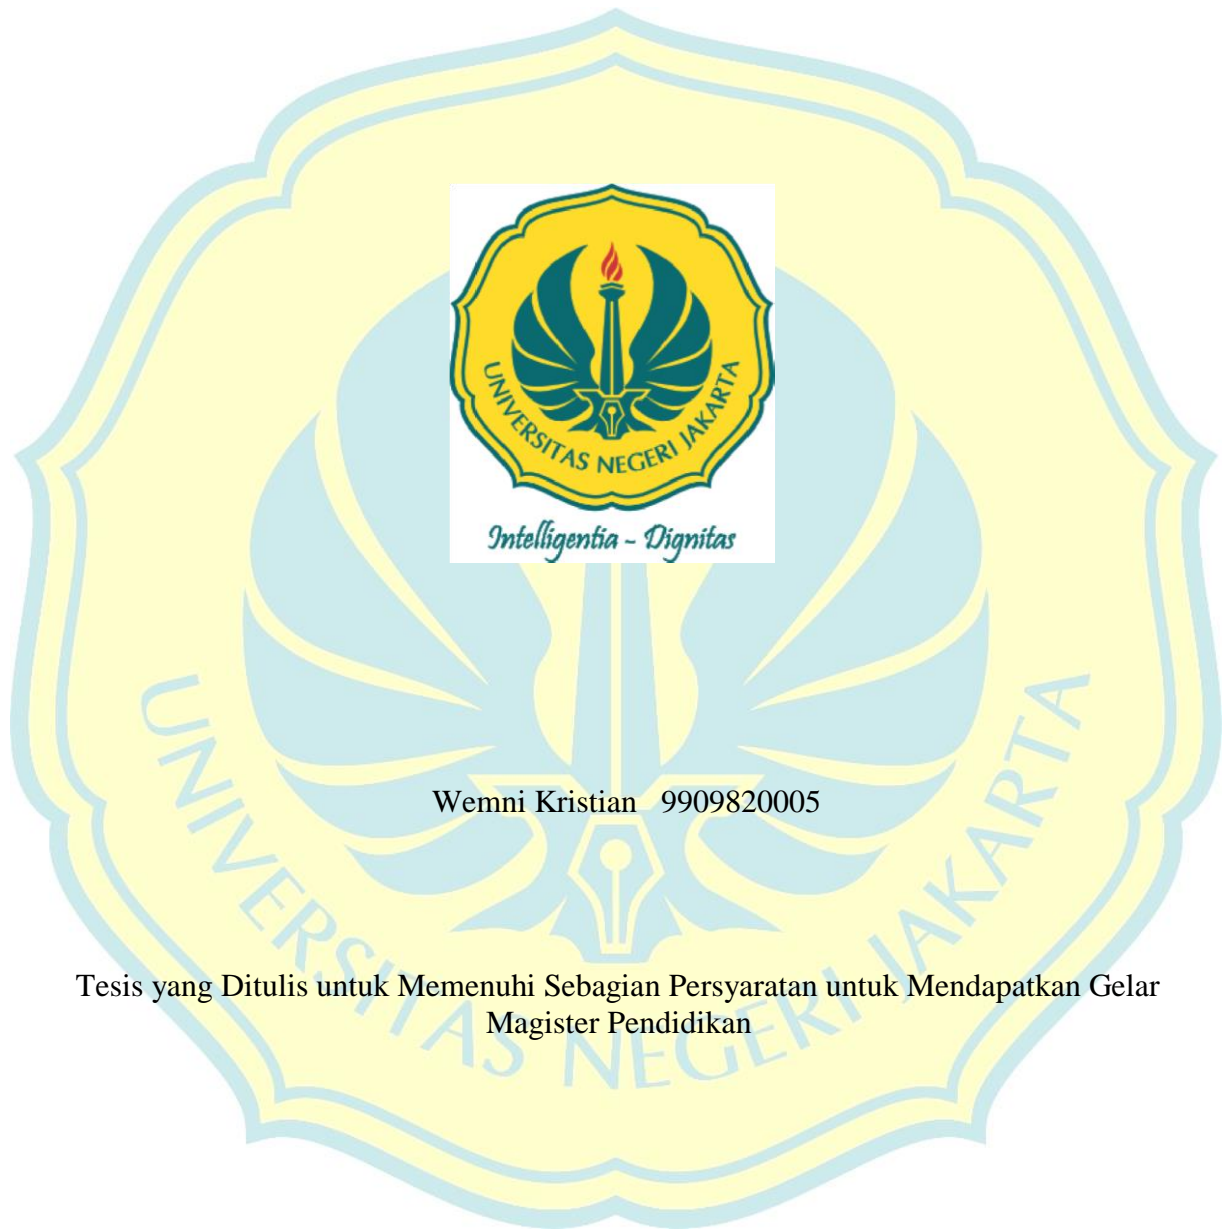 UNIVERSITAS NEGERI JAKARTA
Intelligentia - Dignitas
Wemni Kristian   9909820005
Tesis yang Ditulis untuk Memenuhi Sebagian Persyaratan untuk Mendapatkan Gelar
Magister Pendidikan
UNIVERSITAS NEGERI JAKARTA